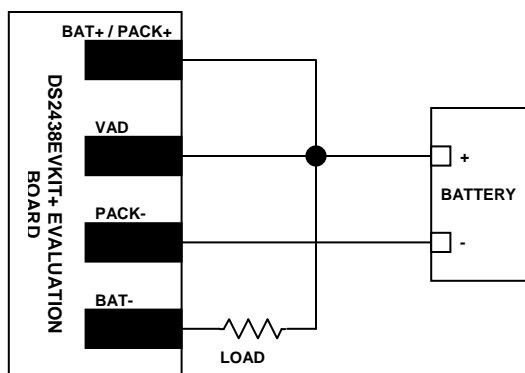 BAT+ / PACK+
VAD
PACK-
BAT-
DS2438EVKIT+ EVALUATION
BOARD
LOAD
+
BATTERY
-